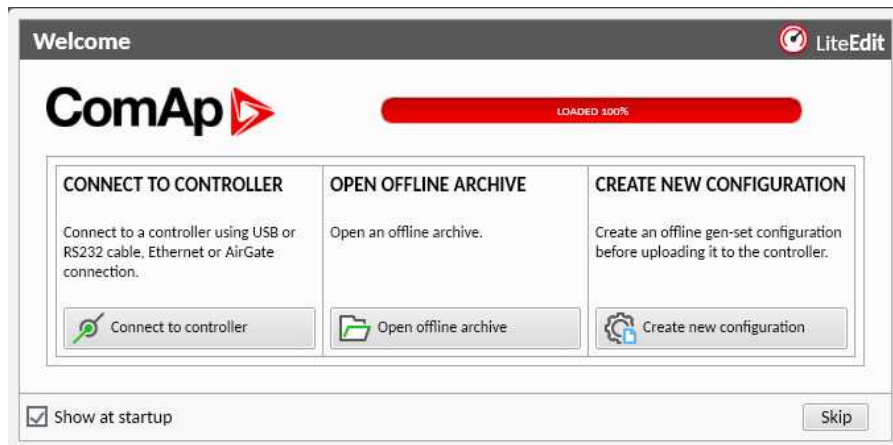 Welcome
LiteEdit
ComAp
LOADED 100%
CONNECT TO CONTROLLER
Connect to a controller using USB or
RS232 cable, Ethernet or AirGate
connection.
Connect to controller
OPEN OFFLINE ARCHIVE
Open an offline archive.
Open offline archive
CREATE NEW CONFIGURATION
Create an offline gen-set configuration
before uploading it to the controller.
Create new configuration
Show at startup
Skip